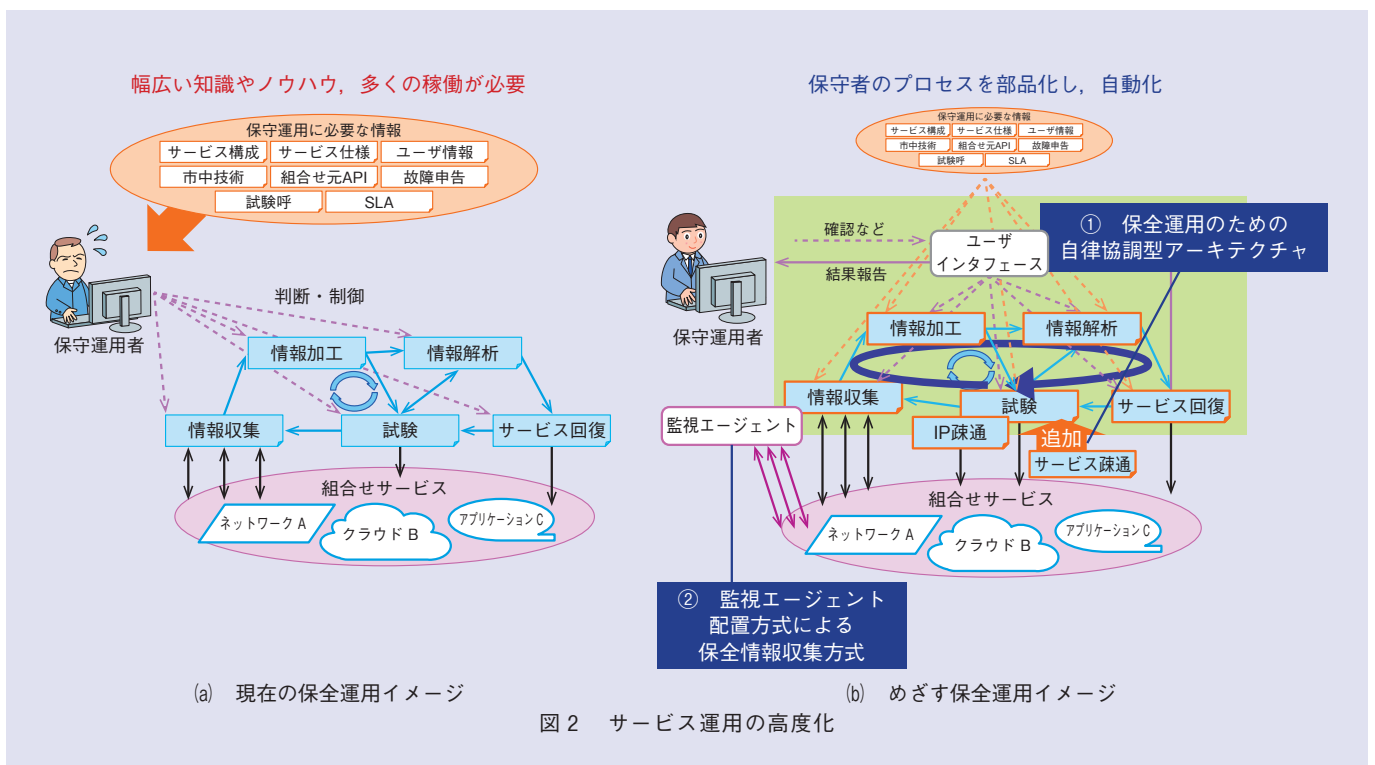 幅広い知識やノウハウ,多くの稼働が必要
保守運用に必要な情報
サービス構成 サービス仕様 ユーザ情報
市中技術 組合せ元API 故障申告
試験呼 SLA
判断・制御
保守運用者
情報加工 情報解析
情報収集 試験 サービス回復
組合せサービス
ネットワークA クラウドB アプリケーションC
(a) 現在の保全運用イメージ
保守者のプロセスを部品化し,自動化
保守運用に必要な情報
サービス構成 サービス仕様 ユーザ情報
市中技術 組合せ元API 故障申告
試験呼 SLA
① 保全運用のための
自律協調型アーキテクチャ
確認など
ユーザ
インタフェース
結果報告
保守運用者
情報加工 情報解析
情報収集 試験 サービス回復
監視エージェント
IP疎通 追加
サービス疎通
組合せサービス
ネットワークA クラウドB アプリケーションC
② 監視エージェント
配置方式による
保全情報収集方式
(b) めざす保全運用イメージ
図2 サービス運用の高度化